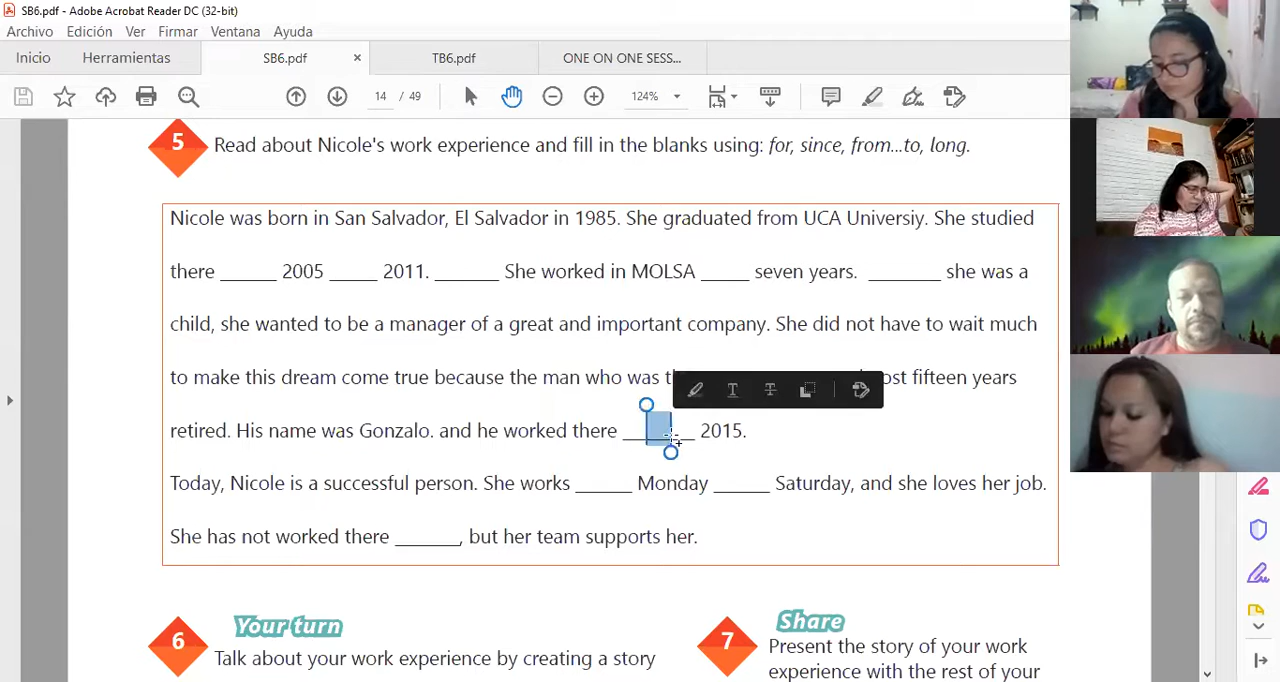 SB6.pdf - Adobe Acrobat Reader DC (32-bit)
Archivo Edición Ver Firmar Ventana Ayuda
Inicio Herramientas SB6.pdf × TB6.pdf ONE ON ONE SESS...
14 / 49 124%
5 Read about Nicole's work experience and fill in the blanks using: for, since, from...to, long.
Nicole was born in San Salvador, El Salvador in 1985. She graduated from UCA Universiy. She studied
there ______ 2005 _____ 2011. _______ She worked in MOLSA _____ seven years. ________ she was a
child, she wanted to be a manager of a great and important company. She did not have to wait much
to make this dream come true because the man who was fifteen years
retired. His name was Gonzalo. and he worked there ________ 2015.
Today, Nicole is a successful person. She works ______ Monday ______ Saturday, and she loves her job.
She has not worked there _______, but her team supports her.
6 Your turn
Talk about your work experience by creating a story
7 Share
Present the story of your work
experience with the rest of your